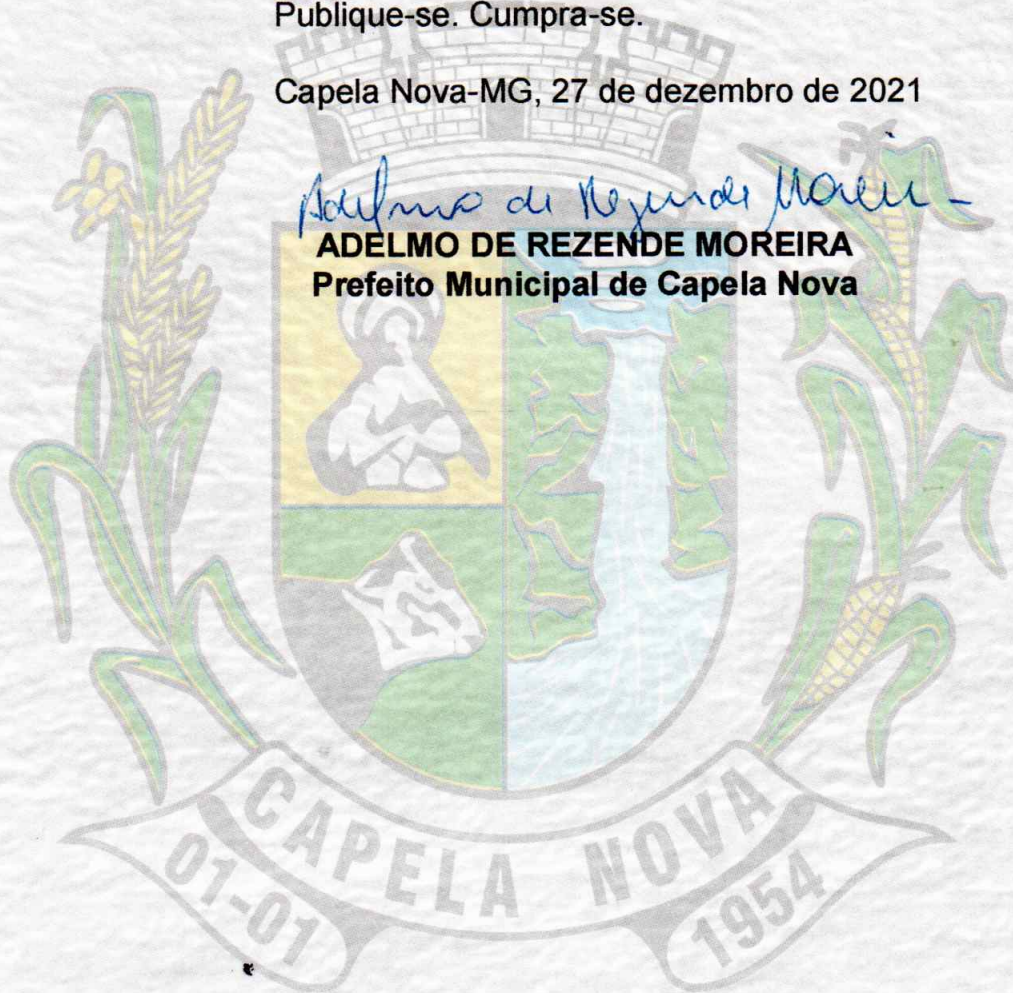 Publique-se. Cumpra-se.
Capela Nova-MG, 27 de dezembro de 2021
Adelmo de Rezende Moreira
ADELMO DE REZENDE MOREIRA
Prefeito Municipal de Capela Nova
CAPELA NOVA
01-01 1954